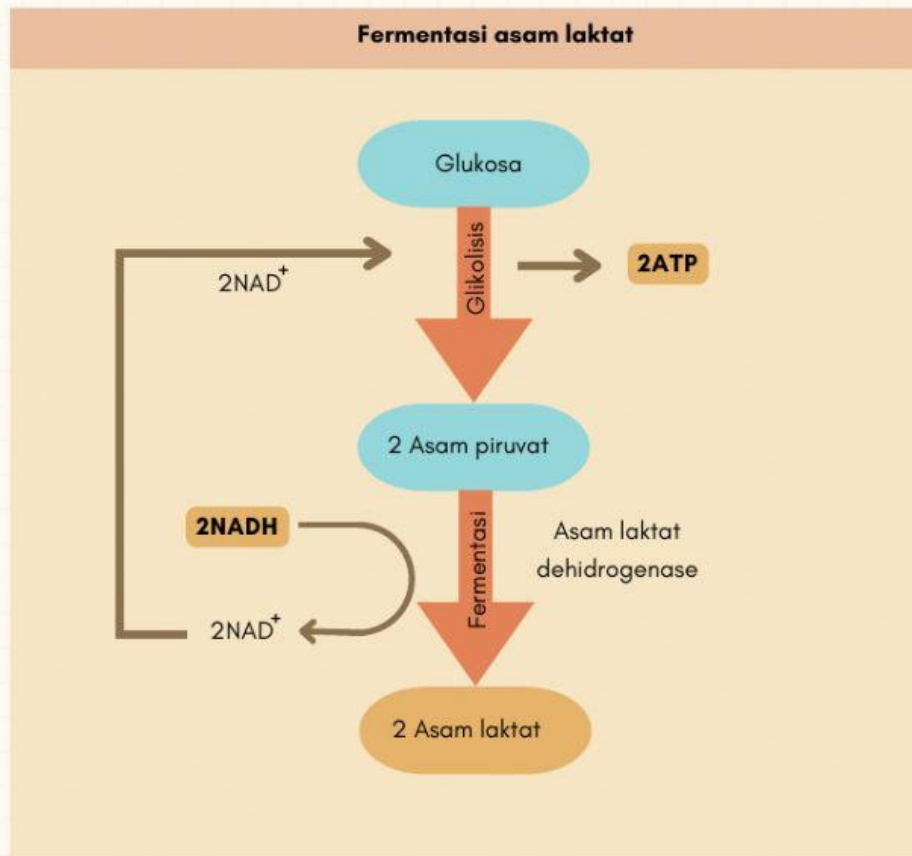 Fermentasi asam laktat
Glukosa
2NAD⁺
Glikolisis
2ATP
2 Asam piruvat
2NADH
Fermentasi
Asam laktat
dehidrogenase
2NAD⁺
2 Asam laktat